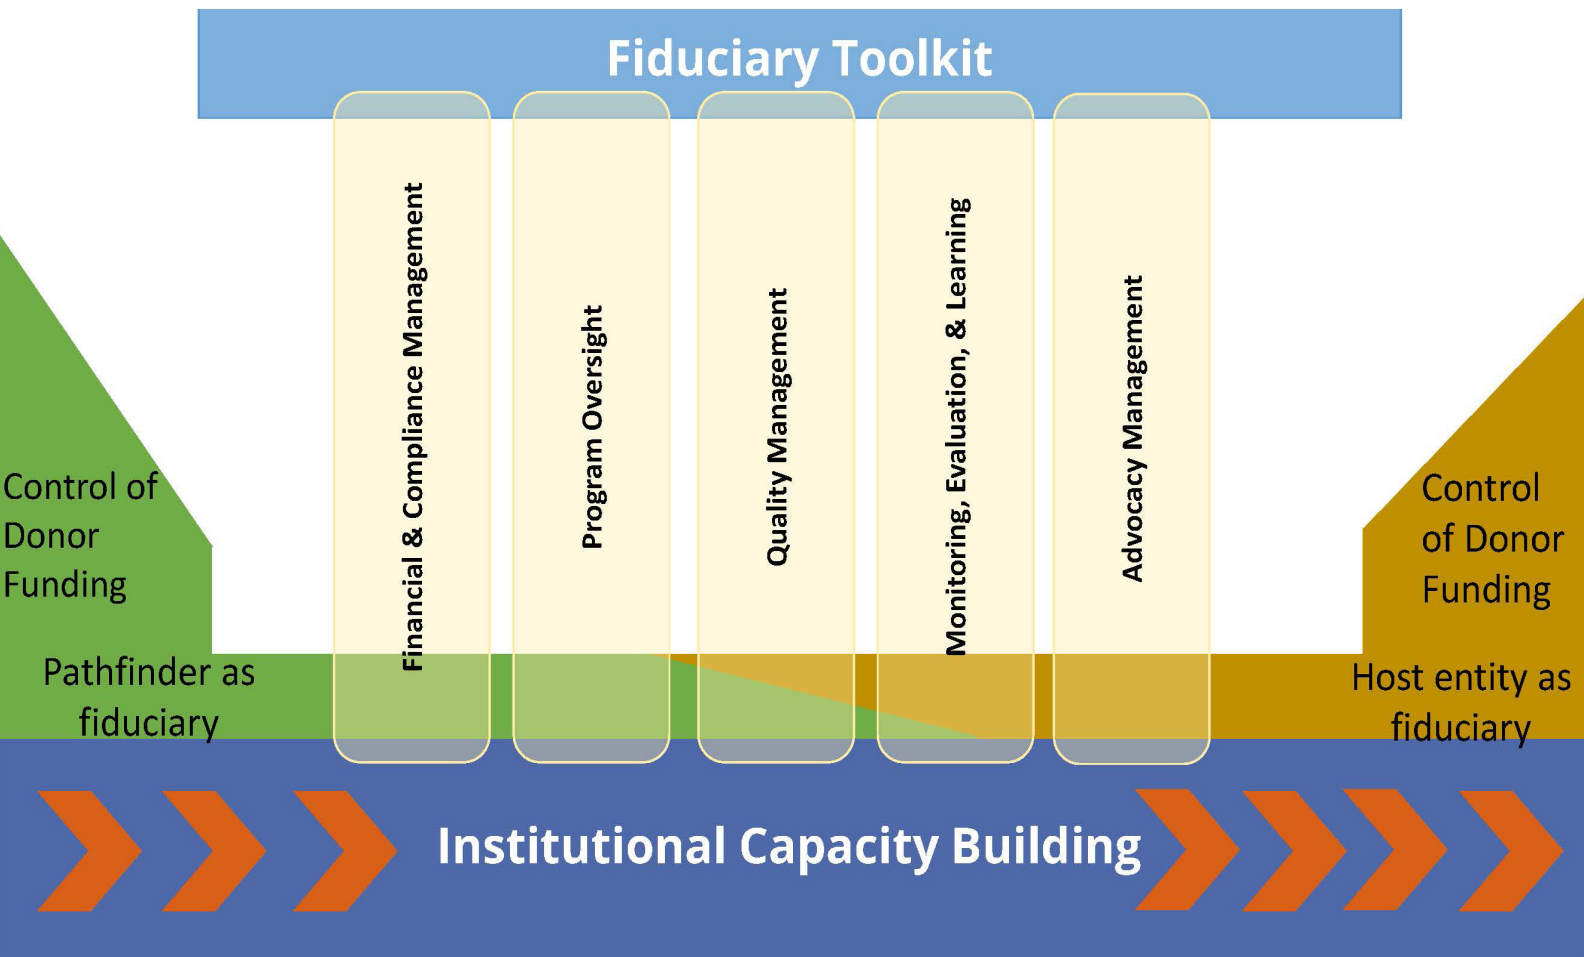 Fiduciary Toolkit
Financial & Compliance Management
Program Oversight
Quality Management
Monitoring, Evaluation, & Learning
Advocacy Management
Control of
Donor
Funding
Pathfinder as
fiduciary
Control
of Donor
Funding
Host entity as
fiduciary
Institutional Capacity Building